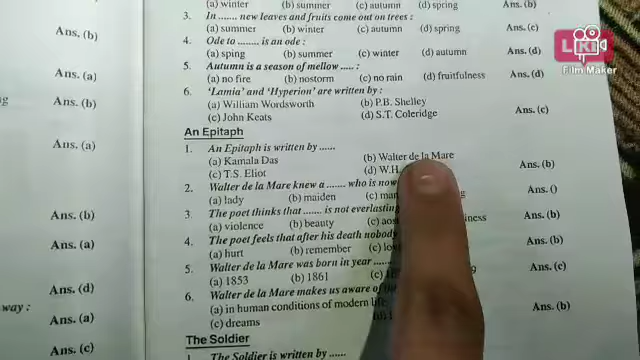 (a) winter (b) summer (c) autumn (d) spring Ans. (b)
3. In ....... new leaves and fruits come out on trees :
(a) summer (b) winter (c) autumn (d) spring Ans. (c)
4. Ode to ........ is an ode :
(a) sping (b) summer (c) winter (d) autumn Ans. (d)
5. Autumn is a season of mellow ..... :
(a) no fire (b) nostorm (c) no rain (d) fruitfulness Ans. (d)
6. 'Lamia' and 'Hyperion' are written by :
(a) William Wordsworth (b) P.B. Shelley
(c) John Keats (d) S.T. Coleridge Ans. (c)
An Epitaph
1. An Epitaph is written by ......
(a) Kamala Das (b) Walter de la Mare
(c) T.S. Eliot (d) W.H. Ans. (b)
2. Walter de la Mare knew a ....... who is now
(a) lady (b) maiden (c) Ans. ()
3. The poet thinks that ....... is not everlasting
(a) violence (b) beauty (c) Ans. (b)
4. The poet feels that after his death nobody
(a) hurt (b) remember (c) Ans. (b)
5. Walter de la Mare was born in year .....
(a) 1853 (b) 1861 (c) Ans. (c)
6. Walter de la Mare makes us aware of
(a) in human conditions of modern life Ans. (b)
(c) dreams
The Soldier
1. The Soldier is written by ......
Ans. (b)
Ans. (a)
Ans. (b)
Ans. (a)
Ans. (b)
Ans. (a)
Ans. (d)
way :
Ans. (a)
Ans. (c)
Film Maker